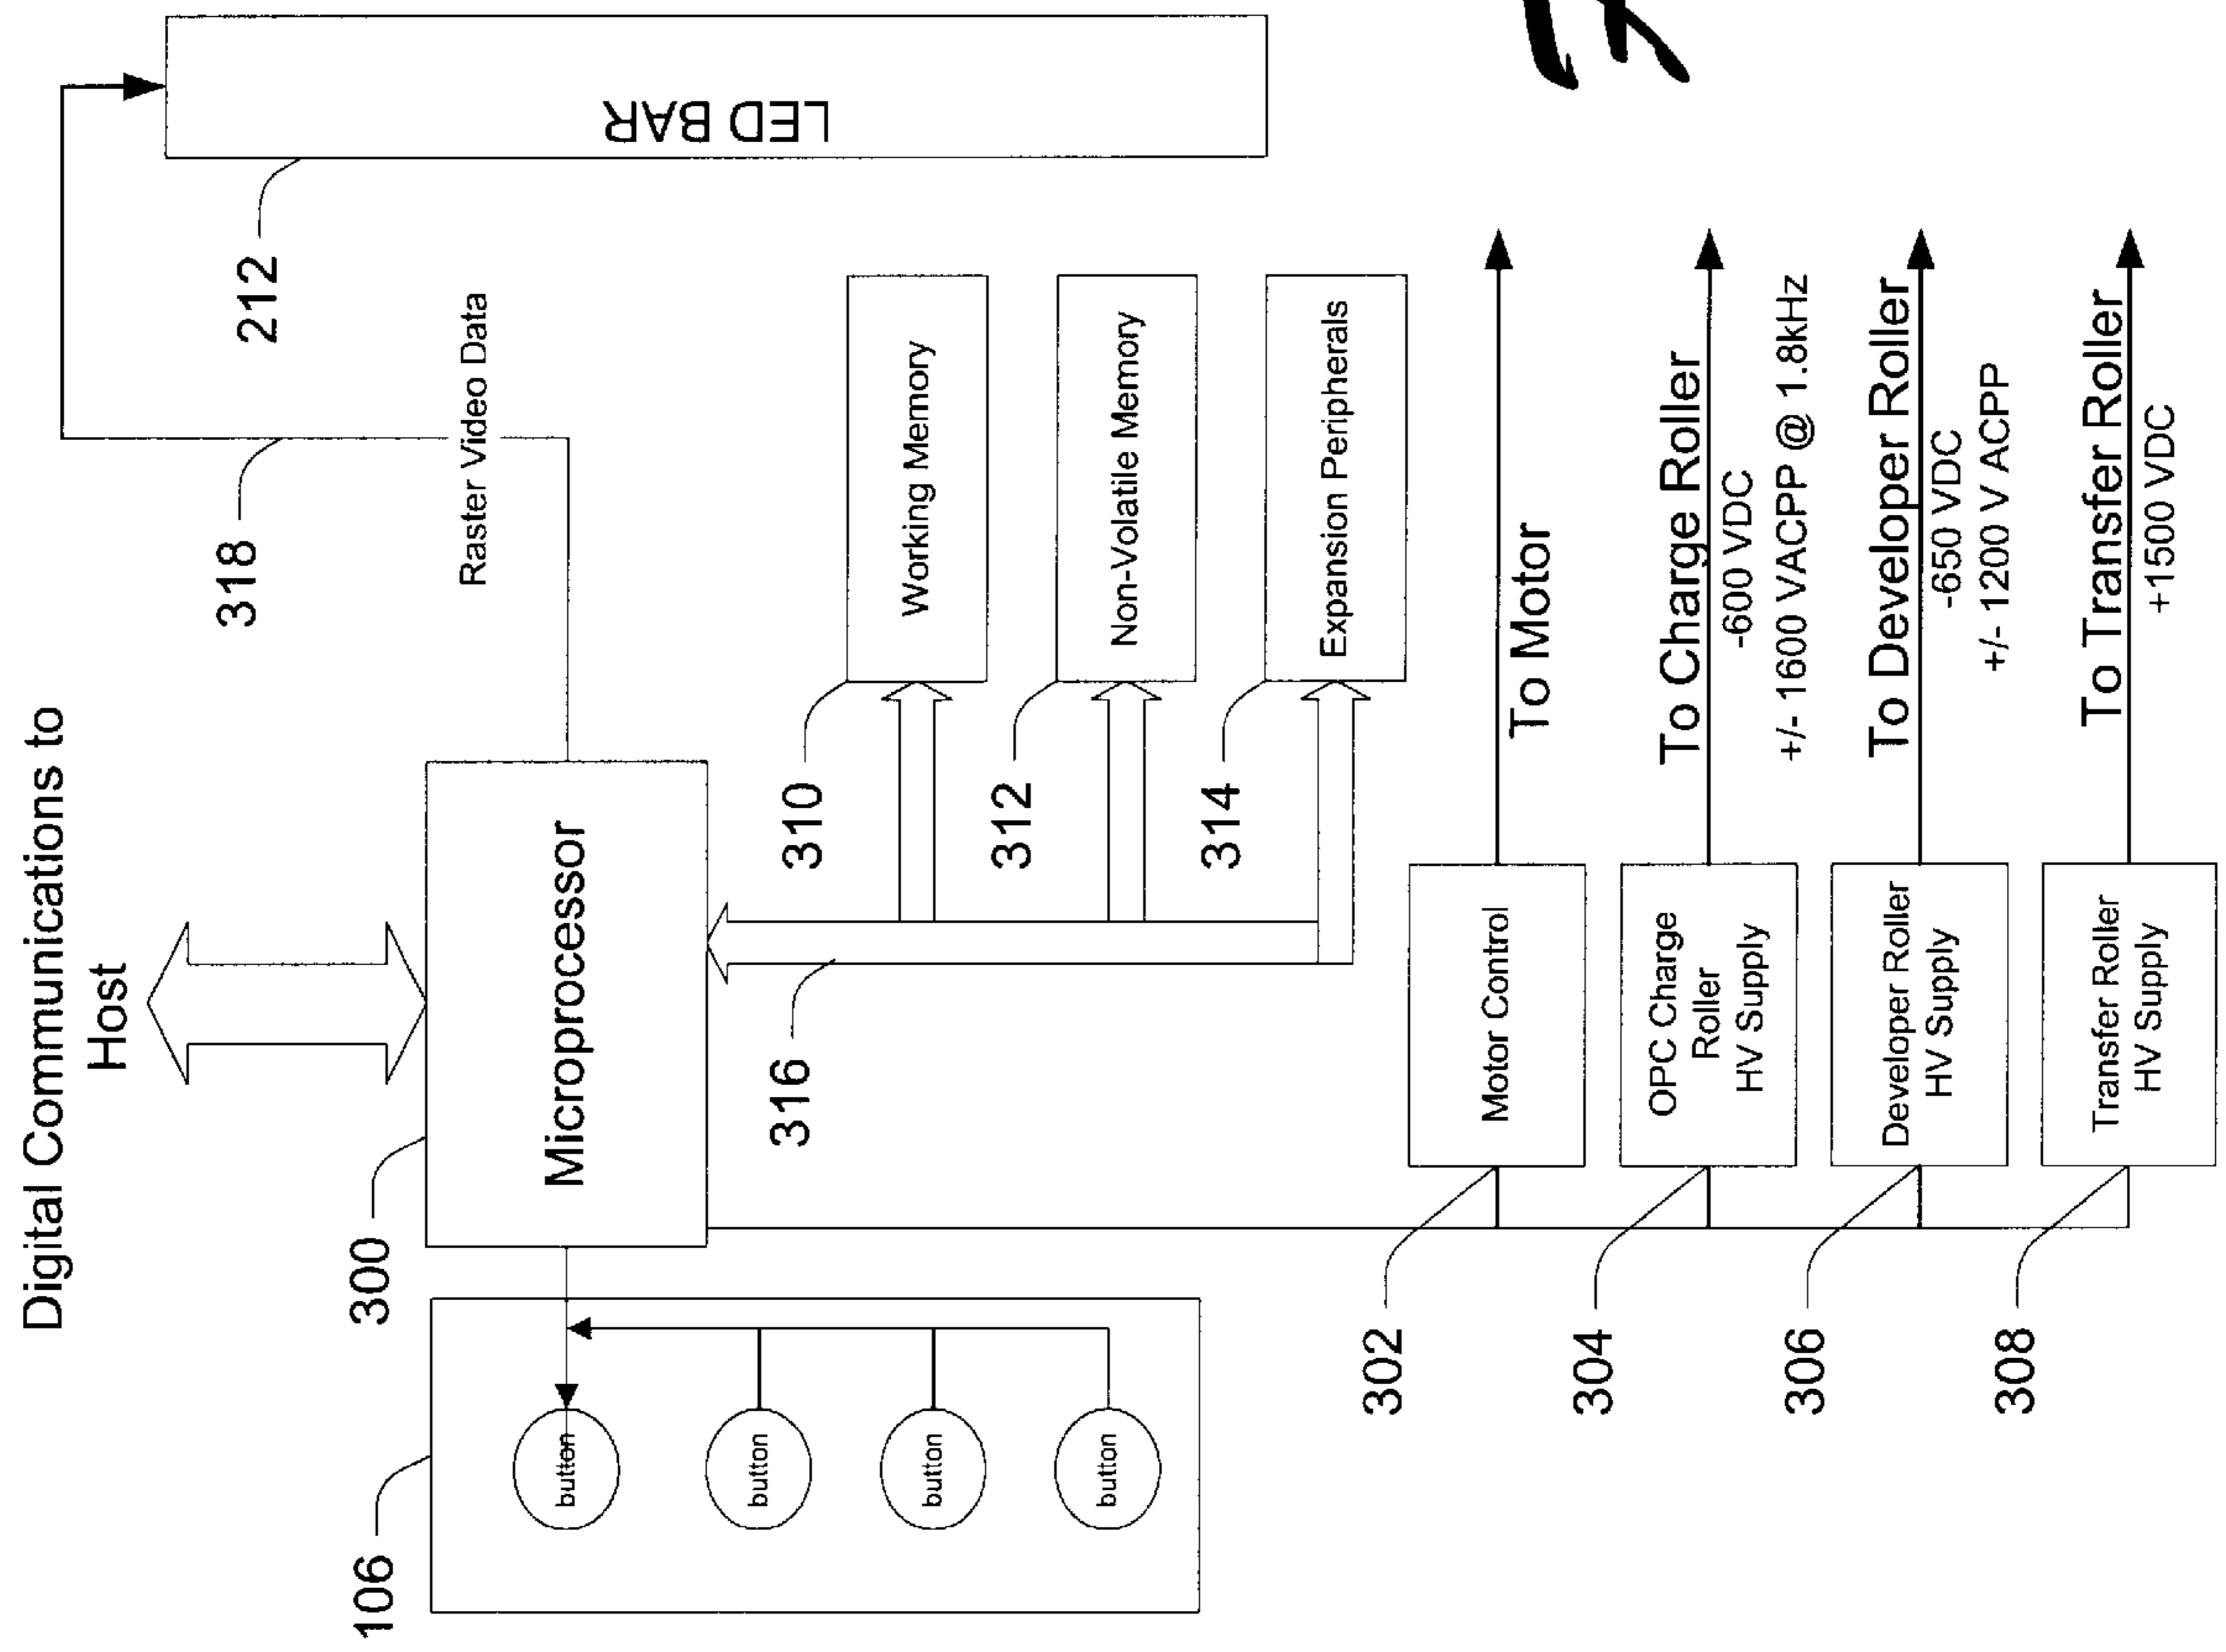 Digital Communications to
Host
300
106
Microprocessor
button
button
button
button
318
212
Raster Video Data
LED BAR
316
310
Working Memory
312
Non-Volatile Memory
314
Expansion Peripherals
302
Motor Control
To Motor
304
OPC Charge
Roller
HV Supply
To Charge Roller
-600 VDC
+/- 1600 VACPP @ 1.8kHz
306
Developer Roller
HV Supply
To Developer Roller
-650 VDC
+/- 1200 V ACPP
308
Transfer Roller
HV Supply
To Transfer Roller
+1500 VDC